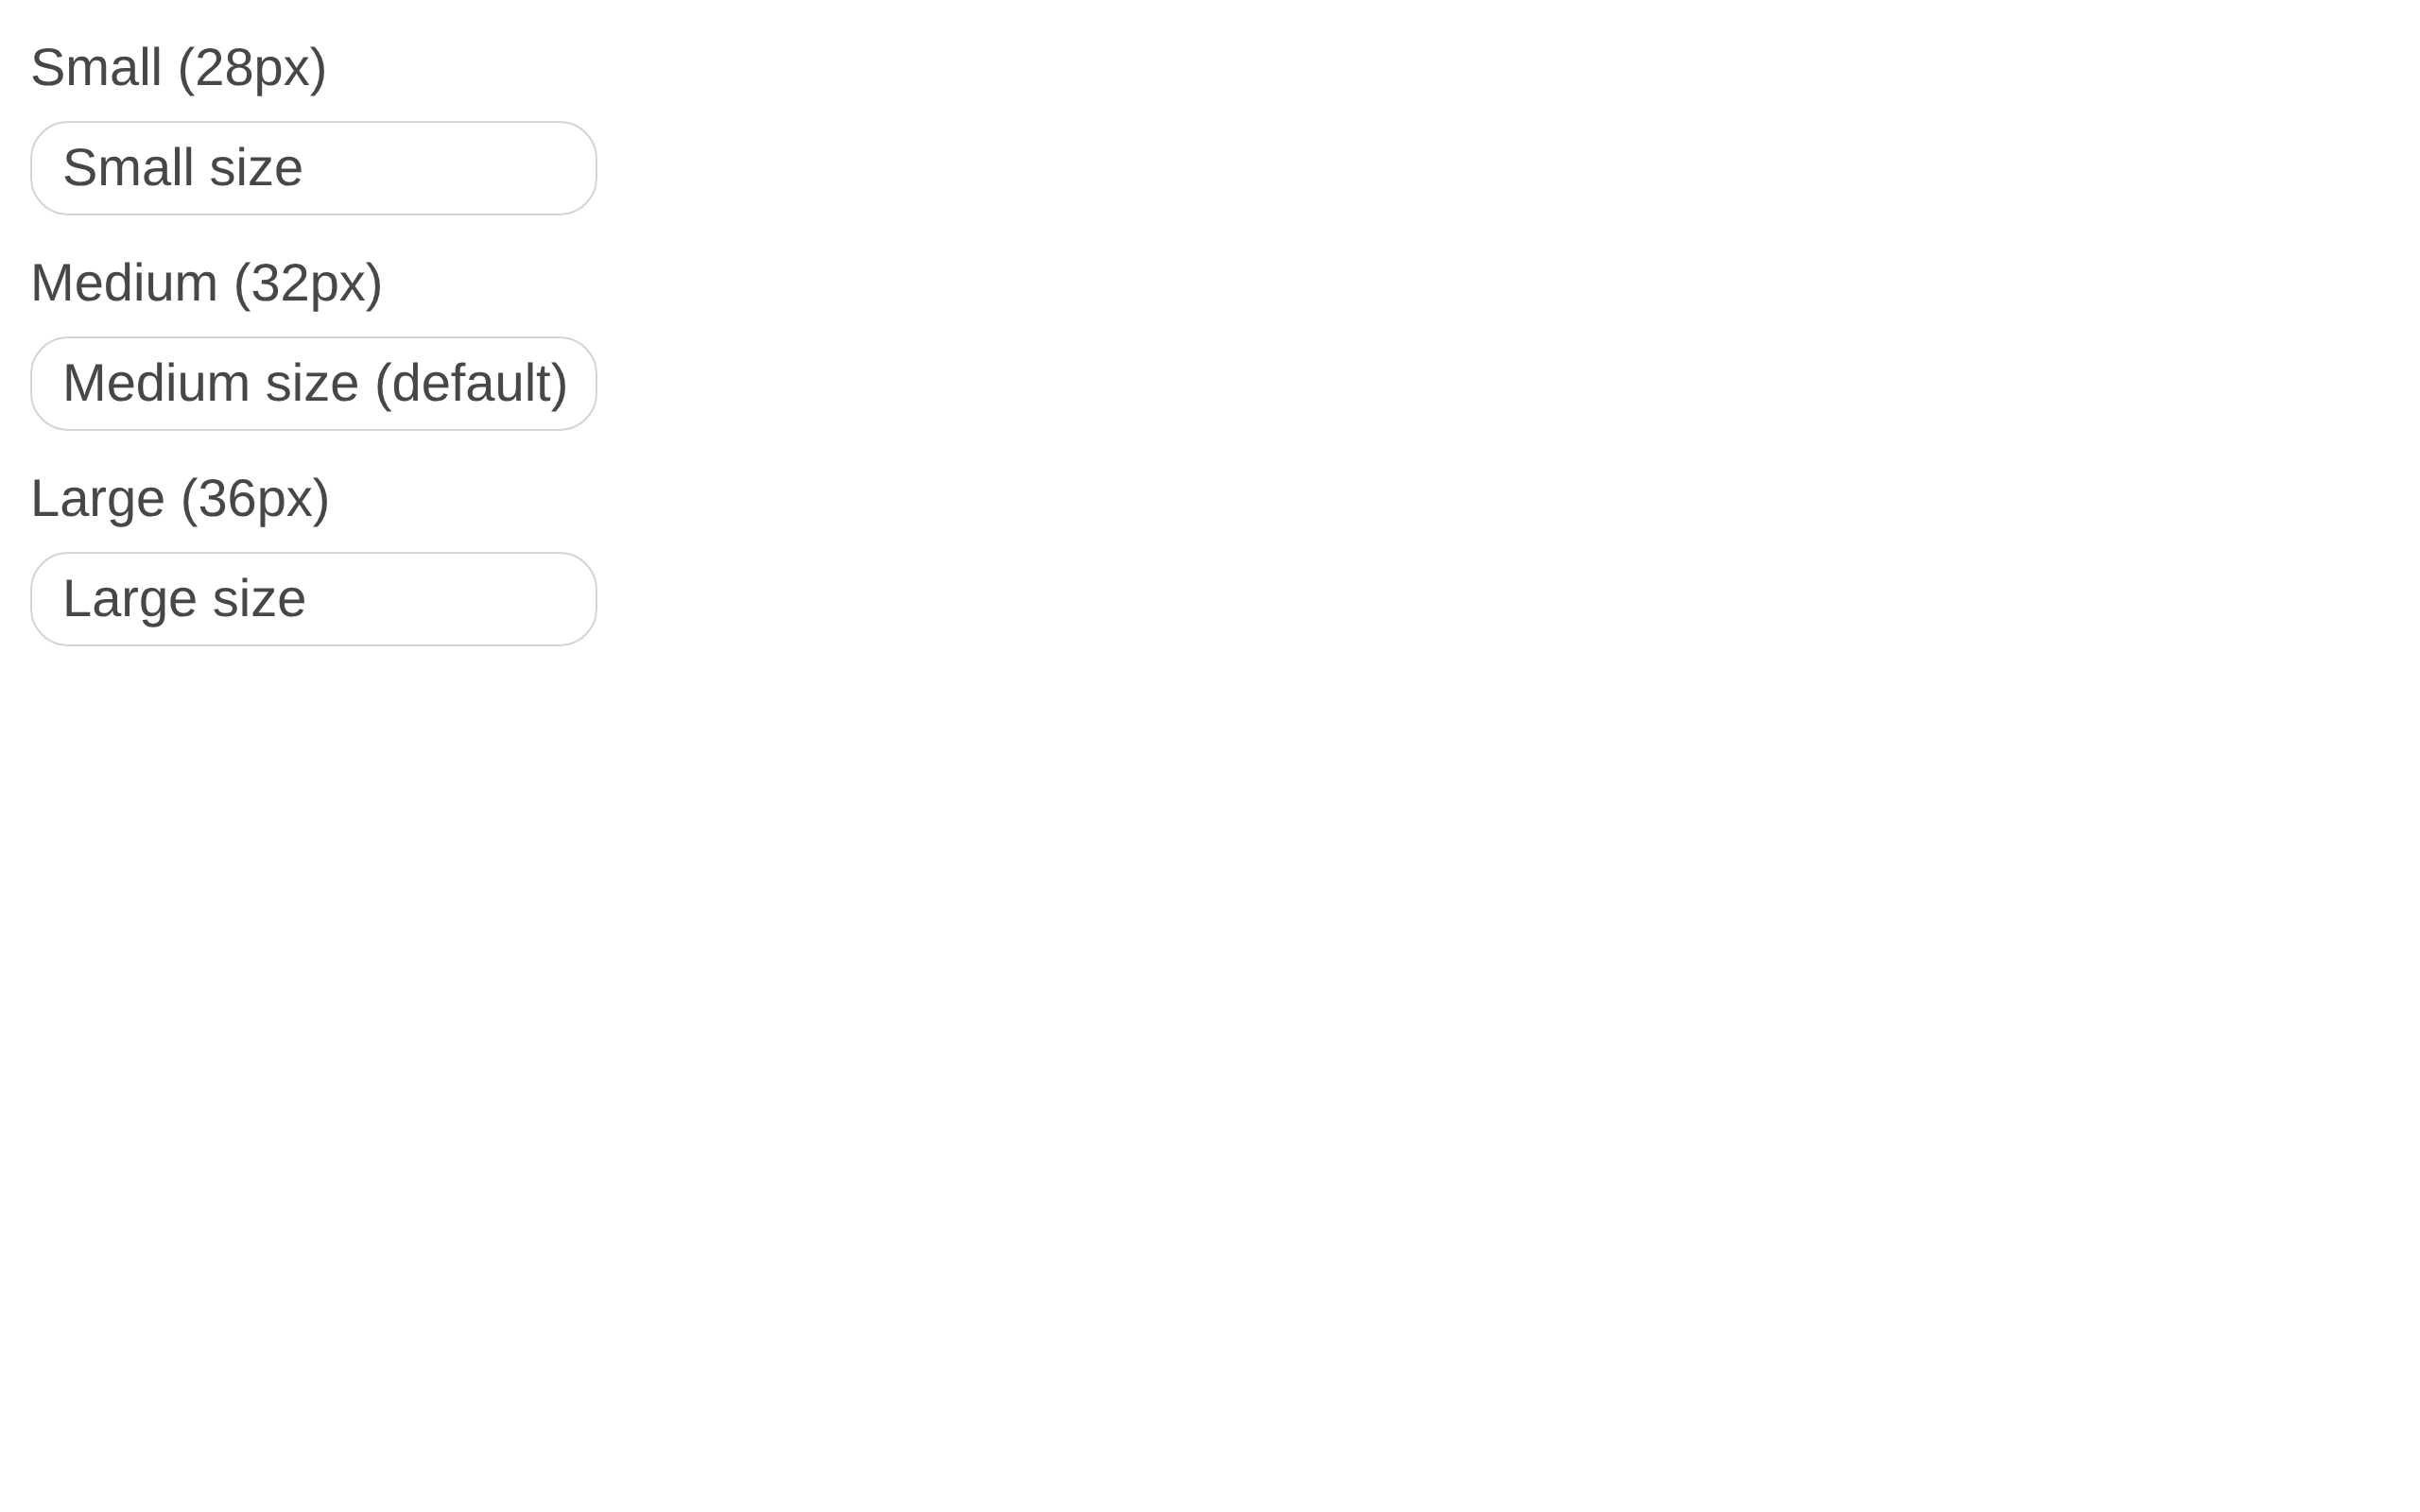 Small (28px)
Small size
Medium (32px)
Medium size (default)
Large (36px)
Large size